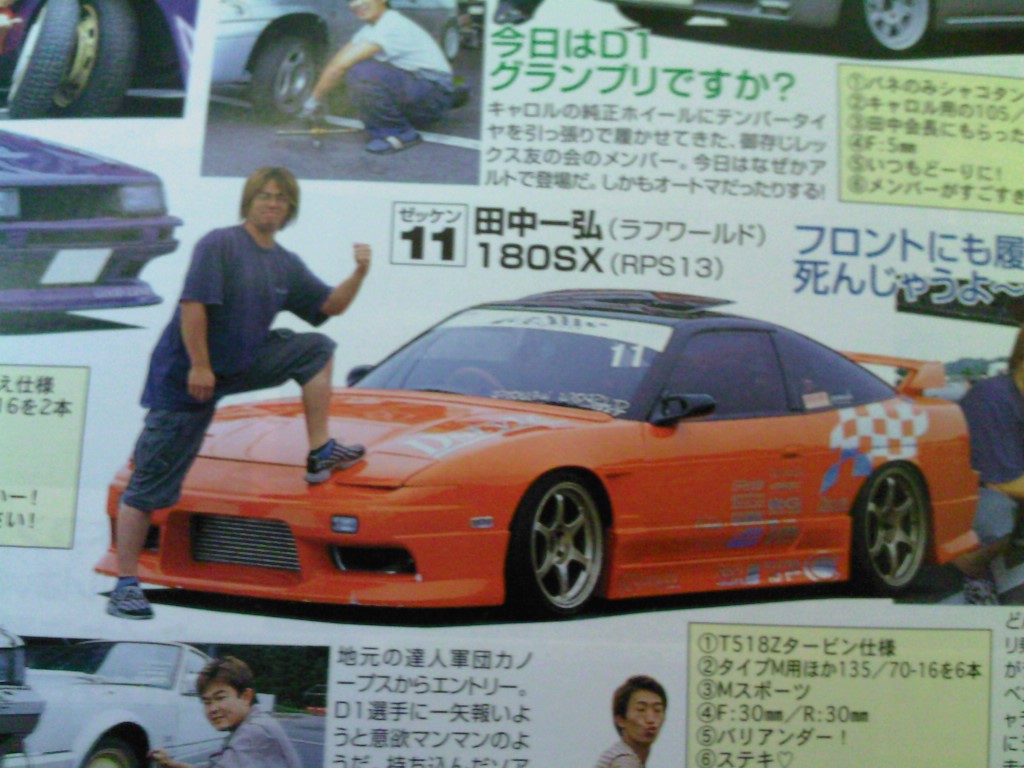 今日はD1
グランプリですか?
キャロルの純正ホイールにテンパータイ
ヤを引っ張りで履かせてきた、御存じレッ
クス友の会のメンバー。今日はなぜかア
ルトで登場だ。しかもオートマだったりする!
①バネのみシャコタン
②キャロル用の105/
③田中会長にもらった
④F:5㎜
⑤いつもどーりに!
⑥メンバーがすごすぎ
ゼッケン
11
田中一弘(ラフワールド)
180SX(RPS13)
フロントにも履
死んじゃうよ〜
え仕様
16を2本
ハー!
さい!
11
地元の達人軍団カノ
ープスからエントリー。
D1選手に一矢報いよ
うと意欲マンマンのよ
うだ。持ち込んだソア
①T518Zタービン仕様
②タイプM用ほか135/70-16を6本
③Mスポーツ
④F:30㎜/R:30㎜
⑤バリアンダー!
⑥ステキ♡